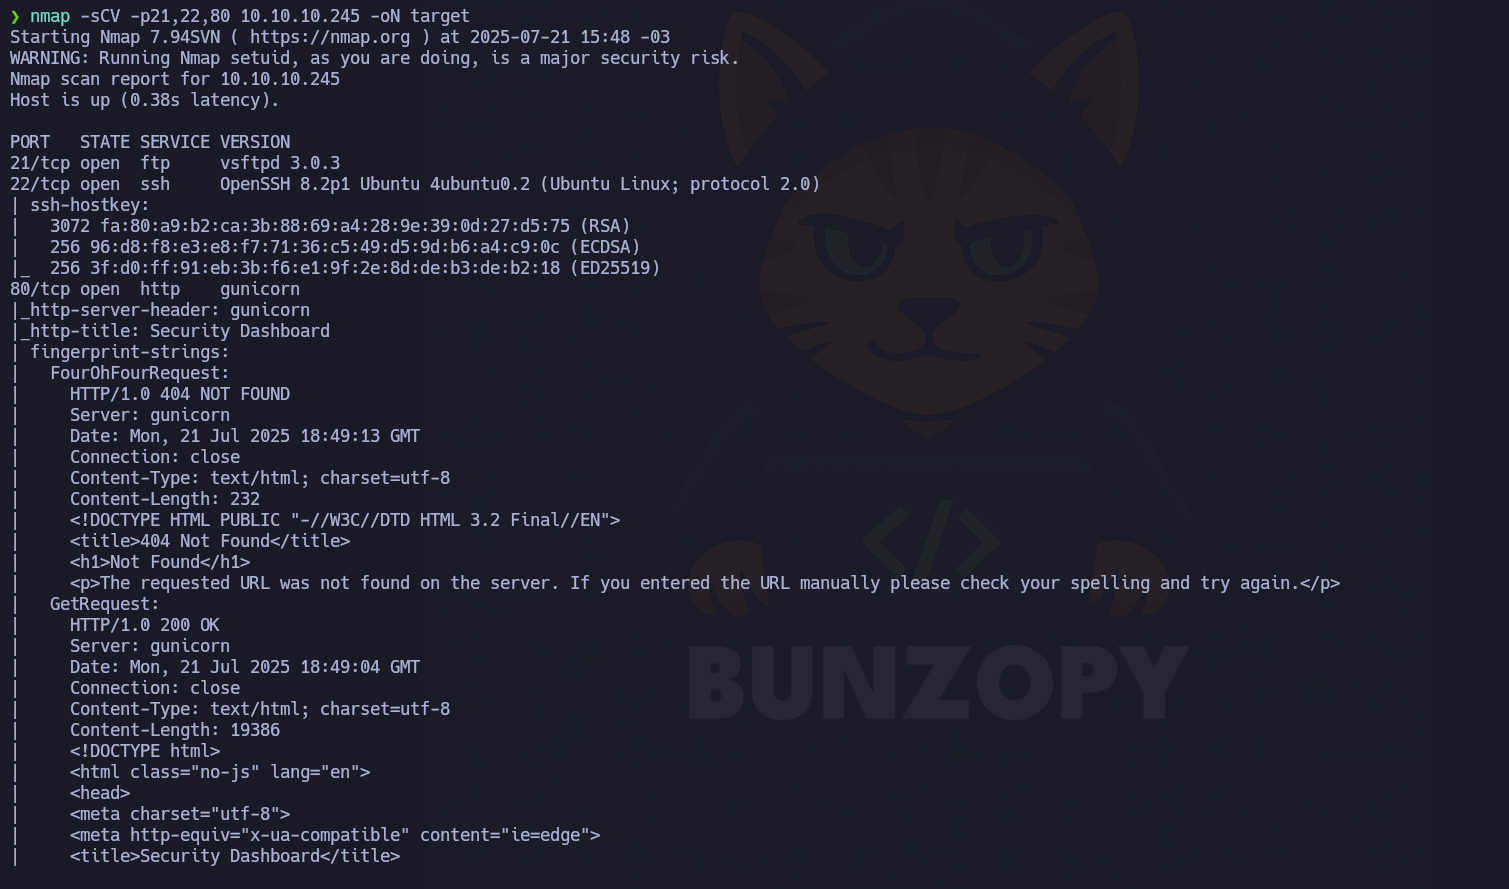 ❯ nmap -sCV -p21,22,80 10.10.10.245 -oN target
Starting Nmap 7.94SVN ( https://nmap.org ) at 2025-07-21 15:48 -03
WARNING: Running Nmap setuid, as you are doing, is a major security risk.
Nmap scan report for 10.10.10.245
Host is up (0.38s latency).

PORT   STATE SERVICE VERSION
21/tcp open  ftp     vsftpd 3.0.3
22/tcp open  ssh     OpenSSH 8.2p1 Ubuntu 4ubuntu0.2 (Ubuntu Linux; protocol 2.0)
| ssh-hostkey:
|   3072 fa:80:a9:b2:ca:3b:88:69:a4:28:9e:39:0d:27:d5:75 (RSA)
|   256 96:d8:f8:e3:e8:f7:71:36:c5:49:d5:9d:b6:a4:c9:0c (ECDSA)
|_  256 3f:d0:ff:91:eb:3b:f6:e1:9f:2e:8d:de:b3:de:b2:18 (ED25519)
80/tcp open  http    gunicorn
|_http-server-header: gunicorn
|_http-title: Security Dashboard
| fingerprint-strings:
|   FourOhFourRequest:
|     HTTP/1.0 404 NOT FOUND
|     Server: gunicorn
|     Date: Mon, 21 Jul 2025 18:49:13 GMT
|     Connection: close
|     Content-Type: text/html; charset=utf-8
|     Content-Length: 232
|     <!DOCTYPE HTML PUBLIC "-//W3C//DTD HTML 3.2 Final//EN">
|     <title>404 Not Found</title>
|     <h1>Not Found</h1>
|     <p>The requested URL was not found on the server. If you entered the URL manually please check your spelling and try again.</p>
|   GetRequest:
|     HTTP/1.0 200 OK
|     Server: gunicorn
|     Date: Mon, 21 Jul 2025 18:49:04 GMT
|     Connection: close
|     Content-Type: text/html; charset=utf-8
|     Content-Length: 19386
|     <!DOCTYPE html>
|     <html class="no-js" lang="en">
|     <head>
|     <meta charset="utf-8">
|     <meta http-equiv="x-ua-compatible" content="ie=edge">
|     <title>Security Dashboard</title>
</>
BUNZOPY